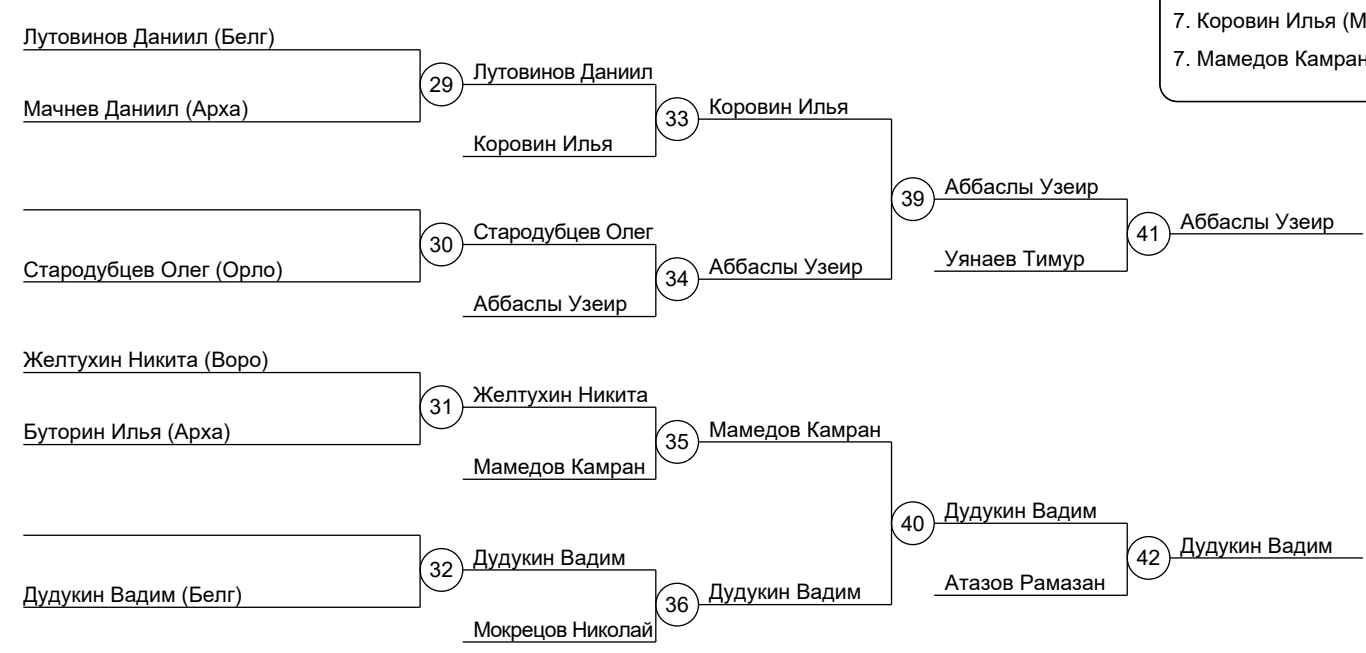 7. Коровин Илья (М
7. Мамедов Камран
Лутовинов Даниил (Белг)
29
Лутовинов Даниил
Мачнев Даниил (Арха)
33
Коровин Илья
Коровин Илья
39
Аббаслы Узеир
30
Стародубцев Олег
41
Аббаслы Узеир
Стародубцев Олег (Орло)
34
Аббаслы Узеир
Уянаев Тимур
Аббаслы Узеир
Желтухин Никита (Воро)
31
Желтухин Никита
Буторин Илья (Арха)
35
Мамедов Камран
Мамедов Камран
40
Дудукин Вадим
32
Дудукин Вадим
42
Дудукин Вадим
Дудукин Вадим (Белг)
36
Дудукин Вадим
Атазов Рамазан
Мокрецов Николай